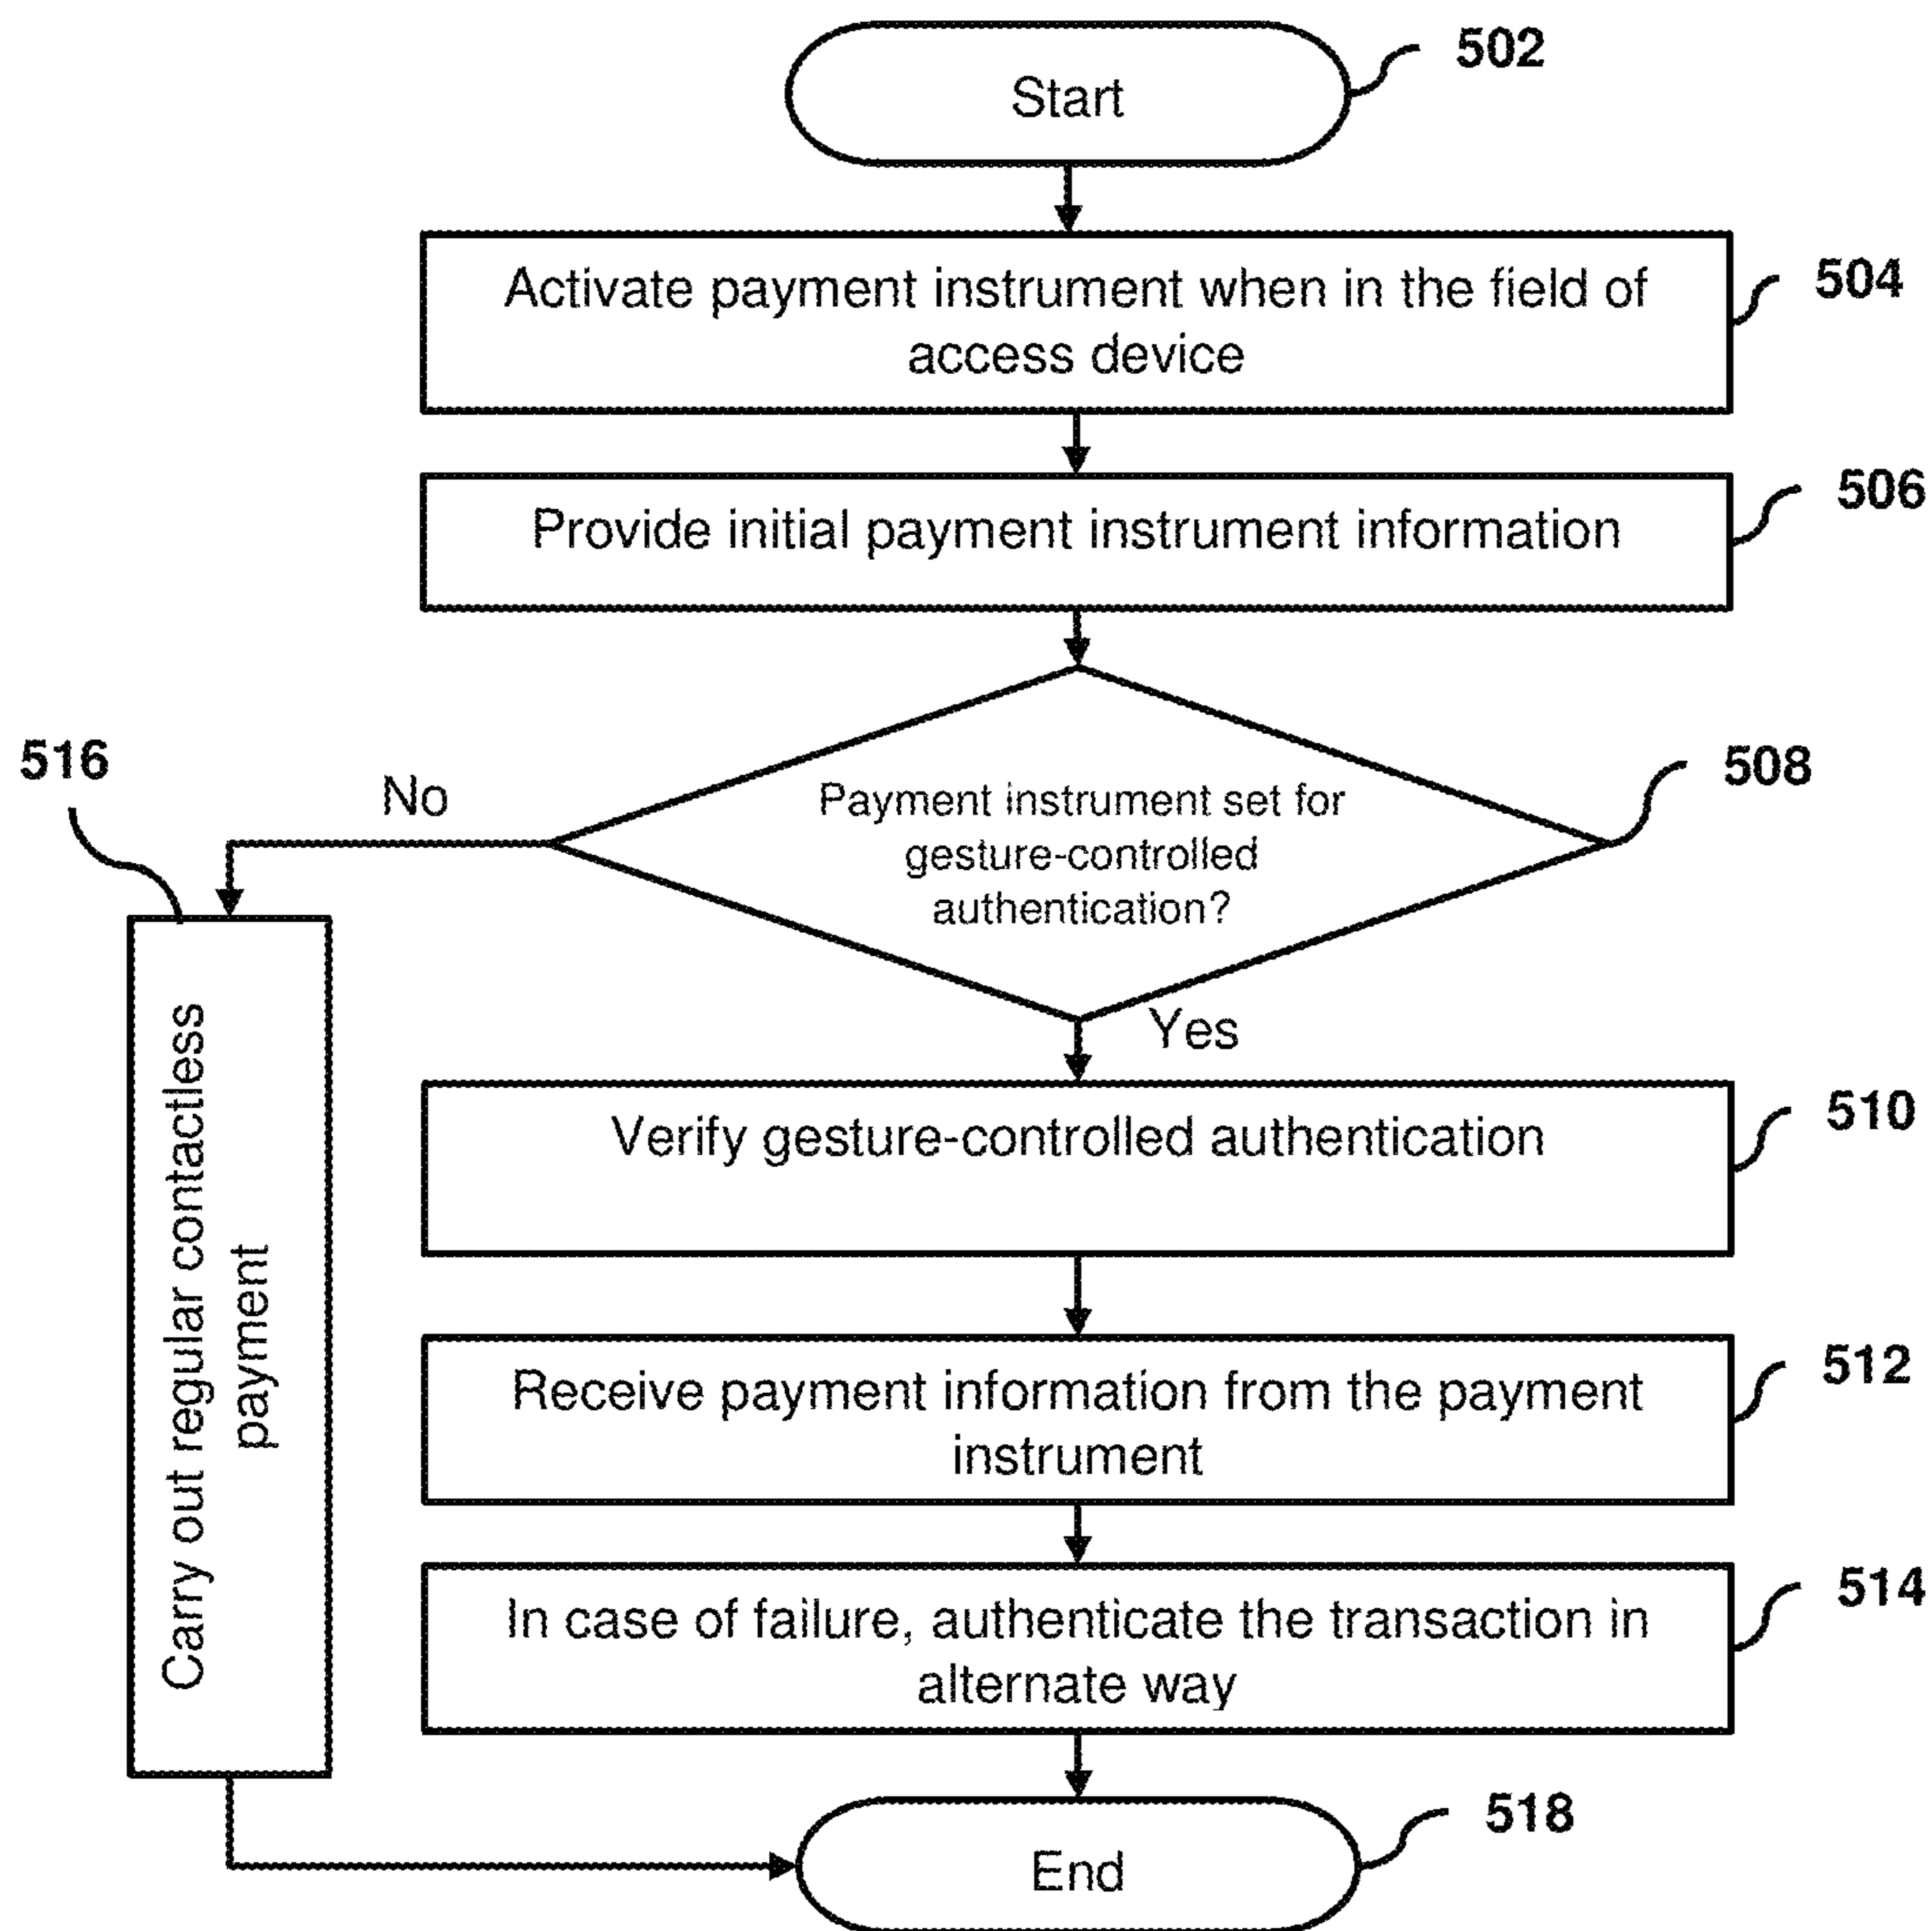 502
Start
504
Activate payment instrument when in the field of
access device
506
Provide initial payment instrument information
516
No
508
Payment instrument set for
gesture-controlled
authentication?
Yes
510
Verify gesture-controlled authentication
Carry out regular contactless
payment
512
Receive payment information from the payment
instrument
514
In case of failure, authenticate the transaction in
alternate way
518
End